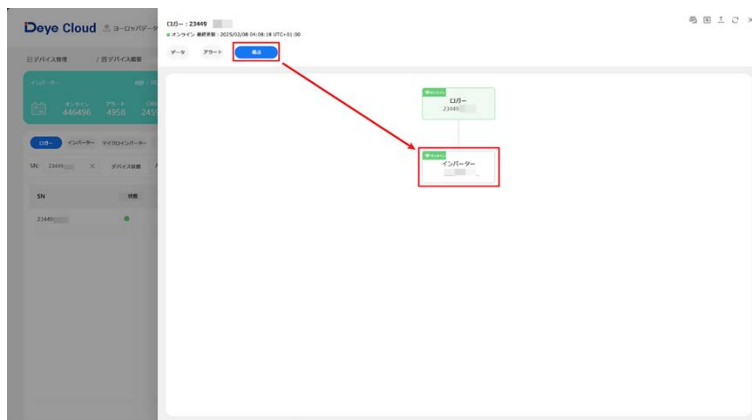 Deye Cloud ヨーロッパデータ
ロガー : 23449
オンライン 最終更新 : 2025/02/08 04:08:18 UTC+01:00
データ アラート 構成
デバイス管理 / デバイス概要
インバーター
オンライン アラート
446496 4958 2459
ロガー インバーター マイクロインバーター
SN: 23449 × デバイス状態
SN 状態
23449
オンライン
ロガー
23449
オンライン
インバーター